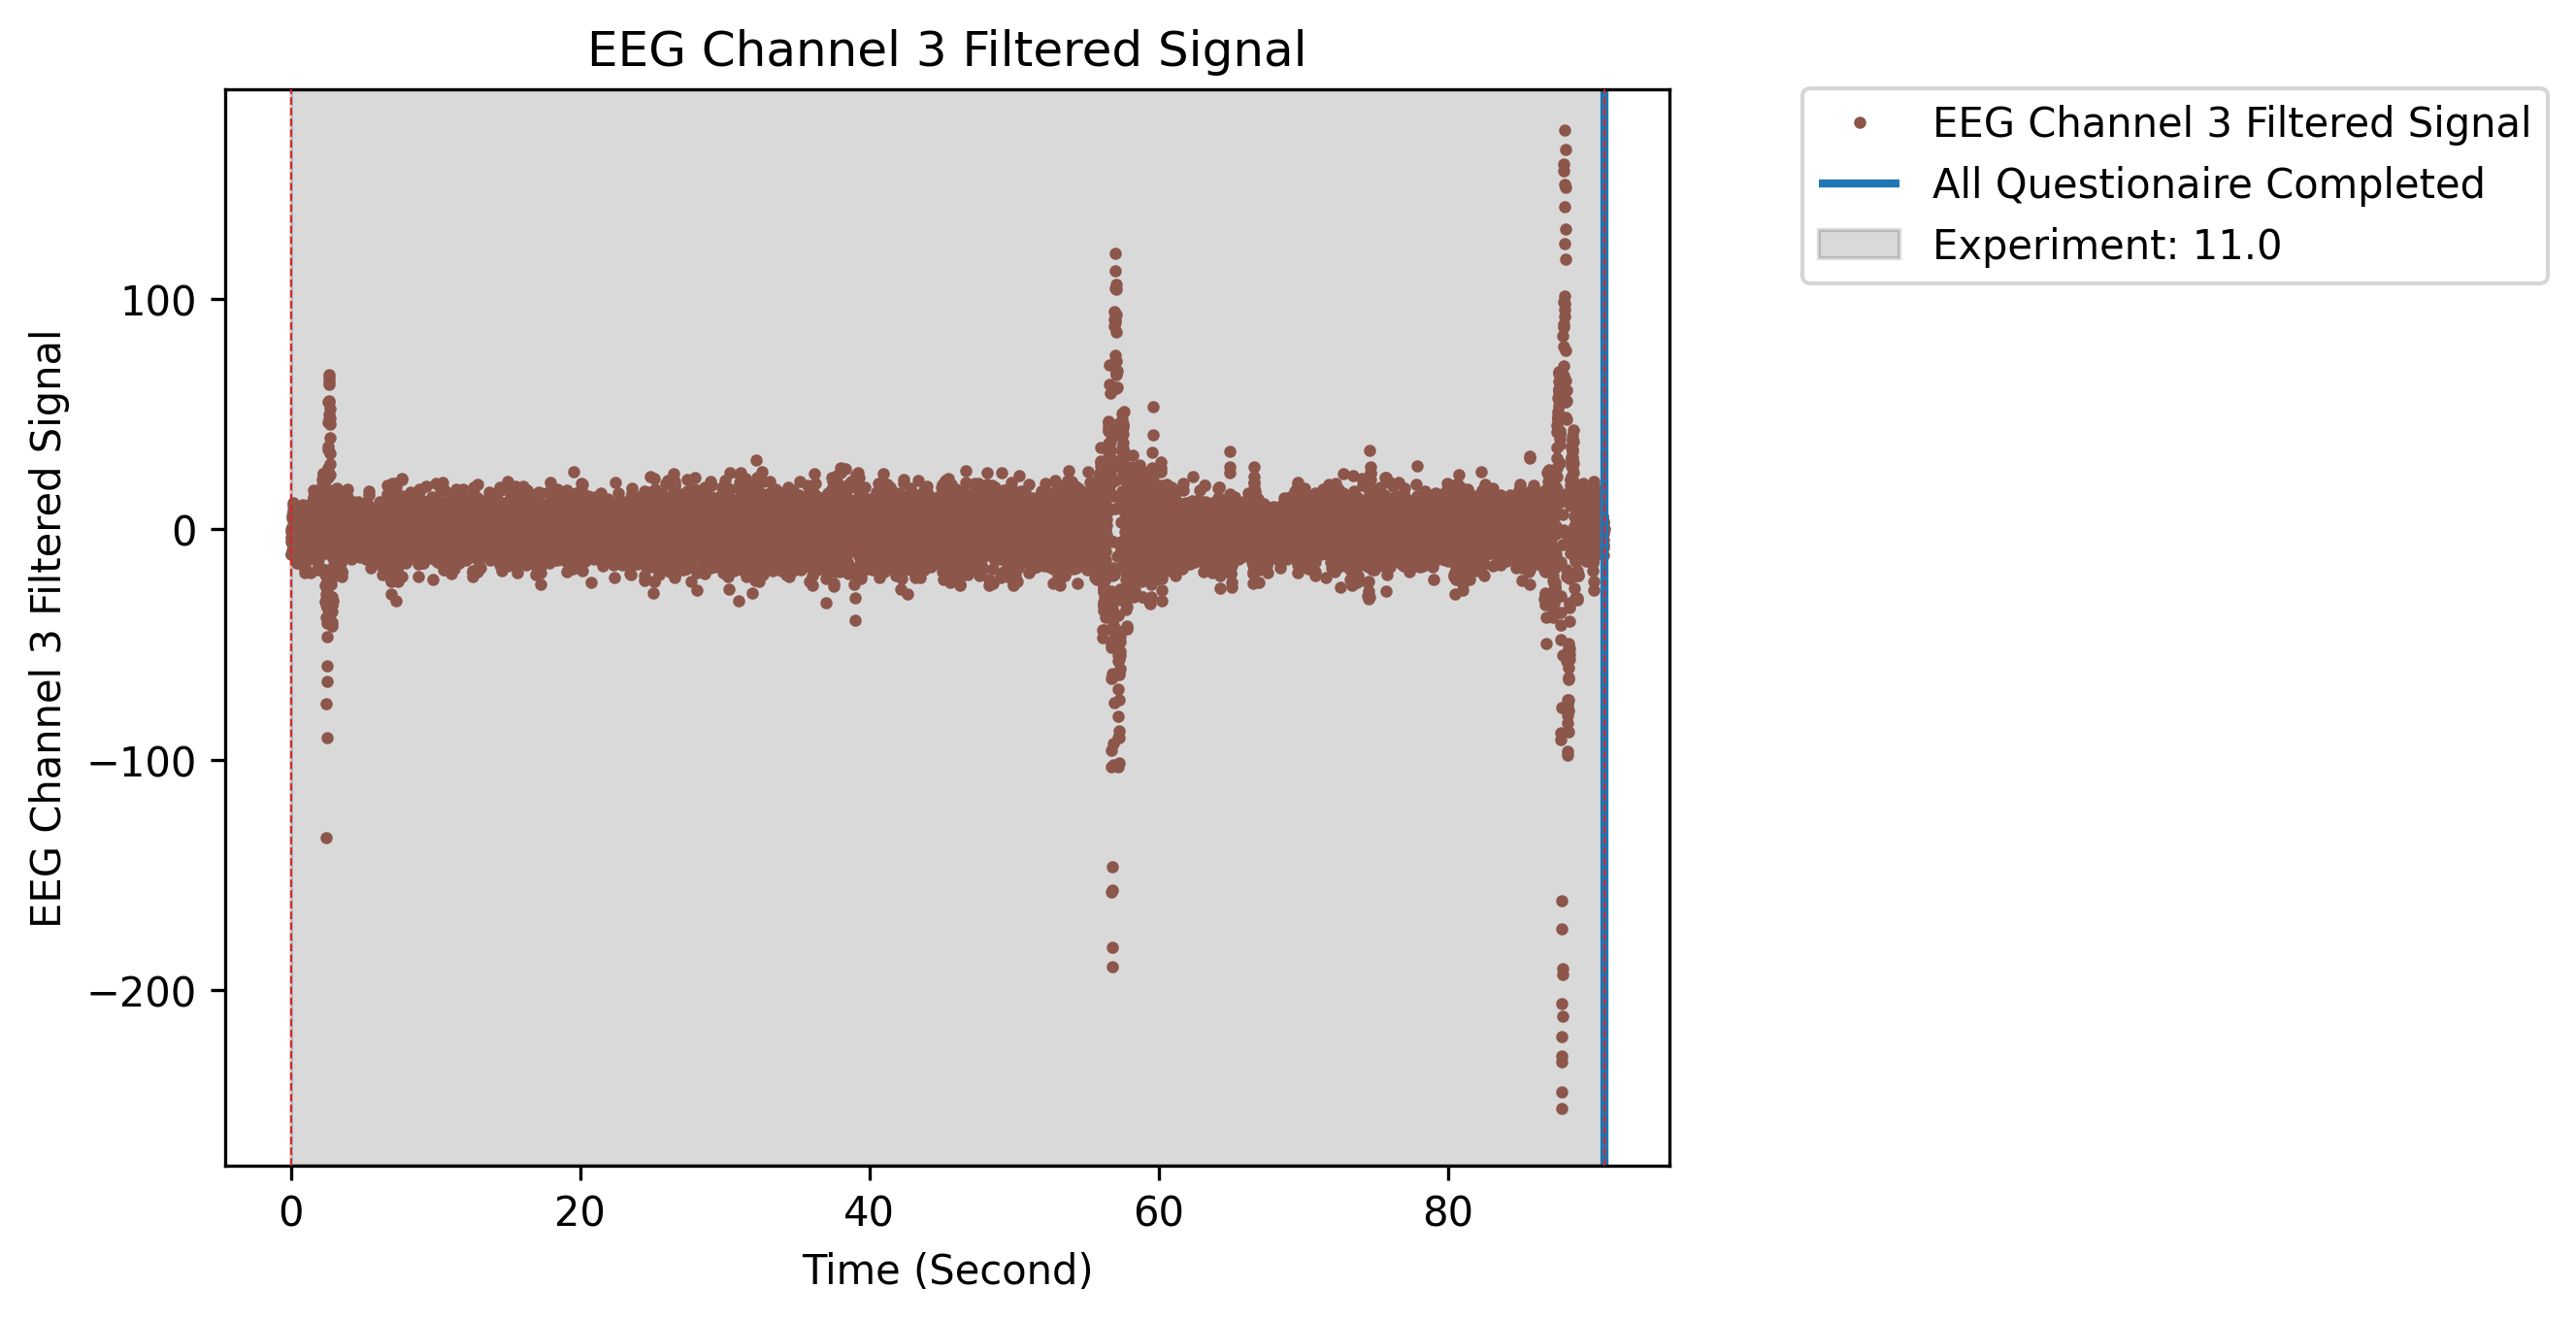 EEG Channel 3 Filtered Signal
EEG Channel 3 Filtered Signal
100
0
−100
−200
0 20 40 60 80
Time (Second)
EEG Channel 3 Filtered Signal
All Questionaire Completed
Experiment: 11.0